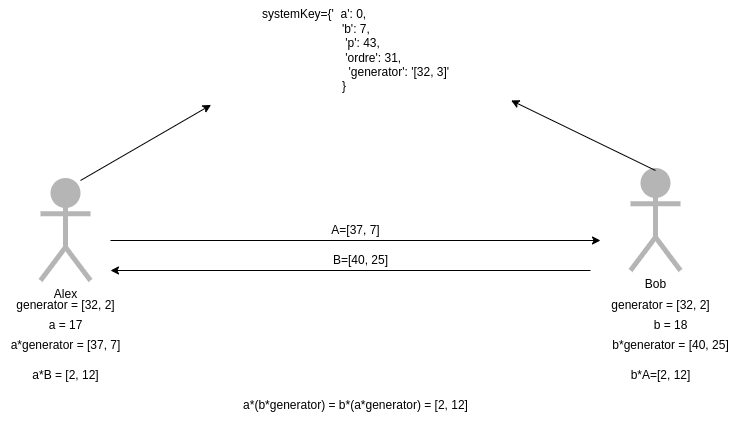 systemKey={' a': 0,
'b': 7,
'p': 43,
'ordre': 31,
'generator': '[32, 3]'
}
A=[37, 7]
B=[40, 25]
Alex
generator = [32, 2]
a = 17
a*generator = [37, 7]
a*B = [2, 12]
Bob
generator = [32, 2]
b = 18
b*generator = [40, 25]
b*A=[2, 12]
a*(b*generator) = b*(a*generator) = [2, 12]